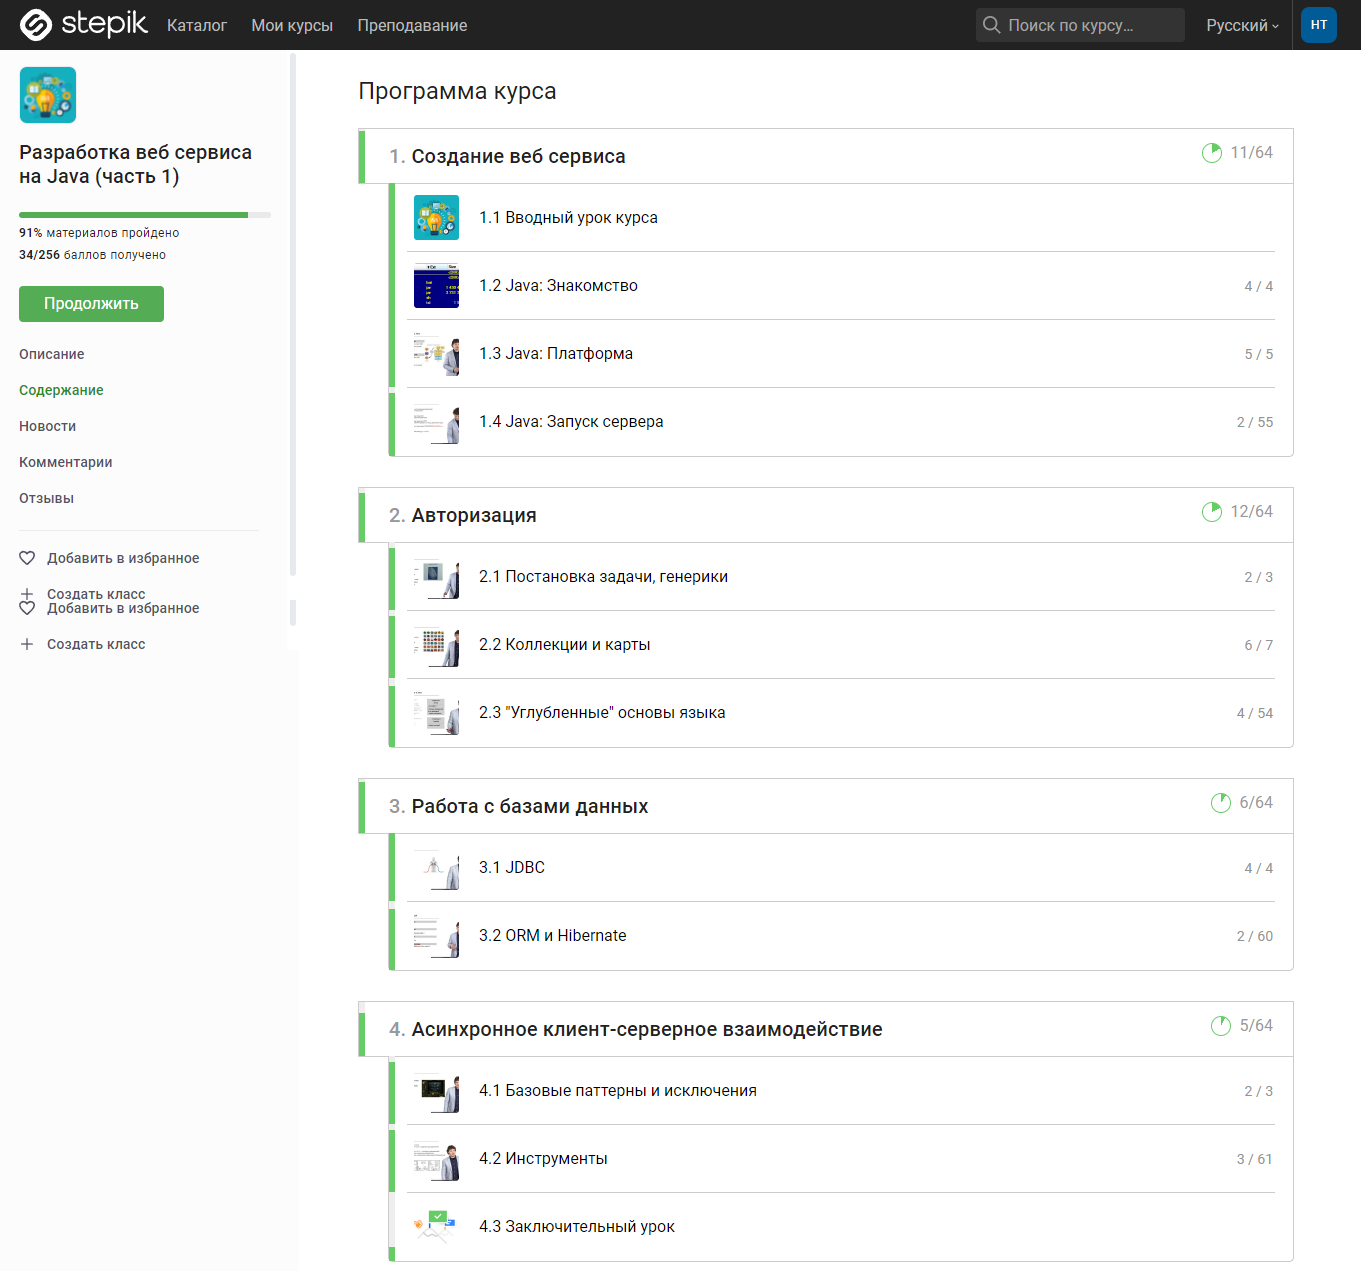 stepik Каталог Мои курсы Преподавание Поиск по курсу... Русский НТ
Разработка веб сервиса
на Java (часть 1)
91% материалов пройдено
34/256 баллов получено
Продолжить
Описание
Содержание
Новости
Комментарии
Отзывы
Добавить в избранное
Создать класс
Добавить в избранное
Создать класс
Программа курса
1. Создание веб сервиса 11/64
1.1 Вводный урок курса
1.2 Java: Знакомство 4 / 4
1.3 Java: Платформа 5 / 5
1.4 Java: Запуск сервера 2 / 55
2. Авторизация 12/64
2.1 Постановка задачи, генерики 2 / 3
2.2 Коллекции и карты 6 / 7
2.3 "Углубленные" основы языка 4 / 54
3. Работа с базами данных 6/64
3.1 JDBC 4 / 4
3.2 ORM и Hibernate 2 / 60
4. Асинхронное клиент-серверное взаимодействие 5/64
4.1 Базовые паттерны и исключения 2 / 3
4.2 Инструменты 3 / 61
4.3 Заключительный урок